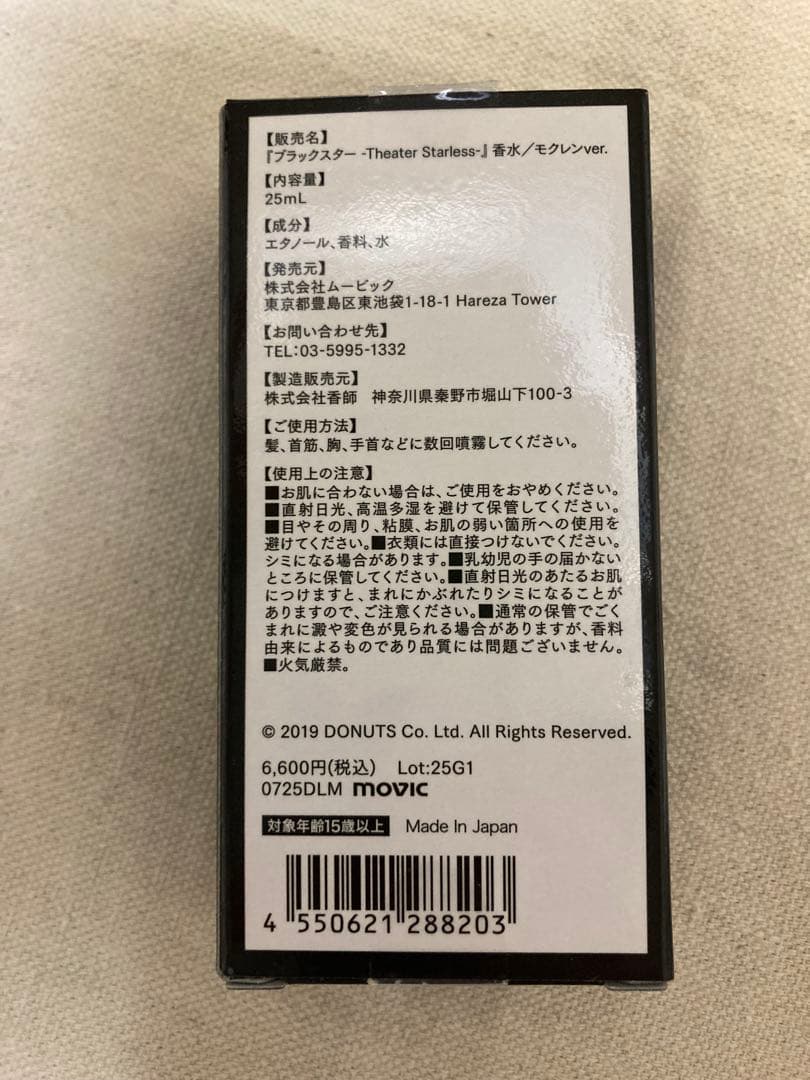 【販売名】
『ブラックスター -Theater Starless-』香水／モクレンver.
【内容量】
25mL
【成分】
エタノール、香料、水
【発売元】
株式会社ムービック
東京都豊島区東池袋1-18-1 Hareza Tower
【お問い合わせ先】
TEL：03-5995-1332
【製造販売元】
株式会社香師　神奈川県秦野市堀山下100-3
【ご使用方法】
髪、首筋、胸、手首などに数回噴霧してください。
【使用上の注意】
■お肌に合わない場合は、ご使用をおやめください。
■直射日光、高温多湿を避けて保管してください。
■目やその周り、粘膜、お肌の弱い箇所への使用を
避けてください。■衣類には直接つけないでください。
シミになる場合があります。■乳幼児の手の届かない
ところに保管してください。■直射日光のあたるお肌
につけますと、まれにかぶれたりシミになることが
ありますので、ご注意ください。■通常の保管でごく
まれに澱や変色が見られる場合がありますが、香料
由来によるものであり品質には問題ございません。
■火気厳禁。
© 2019 DONUTS Co. Ltd. All Rights Reserved.
6,600円(税込)　Lot:25G1
0725DLM movic
対象年齢15歳以上　Made In Japan
4 550621 288203